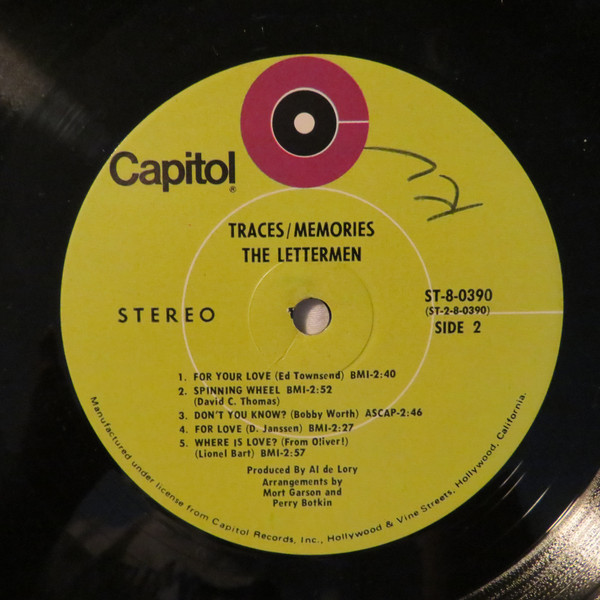 Capitol®
TRACES/MEMORIES
THE LETTERMEN
STEREO
ST-8-0390
(ST-2-8-0390)
SIDE 2
1. FOR YOUR LOVE (Ed Townsend) BMI-2:40
2. SPINNING WHEEL BMI-2:52
(David C. Thomas)
3. DON'T YOU KNOW? (Bobby Worth) ASCAP-2:46
4. FOR LOVE (D. Janssen) BMI-2:27
5. WHERE IS LOVE? (From Oliver!)
(Lionel Bart) BMI-2:57
Produced By Al de Lory
Arrangements by
Mort Garson and
Perry Botkin
Manufactured under license from Capitol Records, Inc., Hollywood & Vine Streets, Hollywood, California.